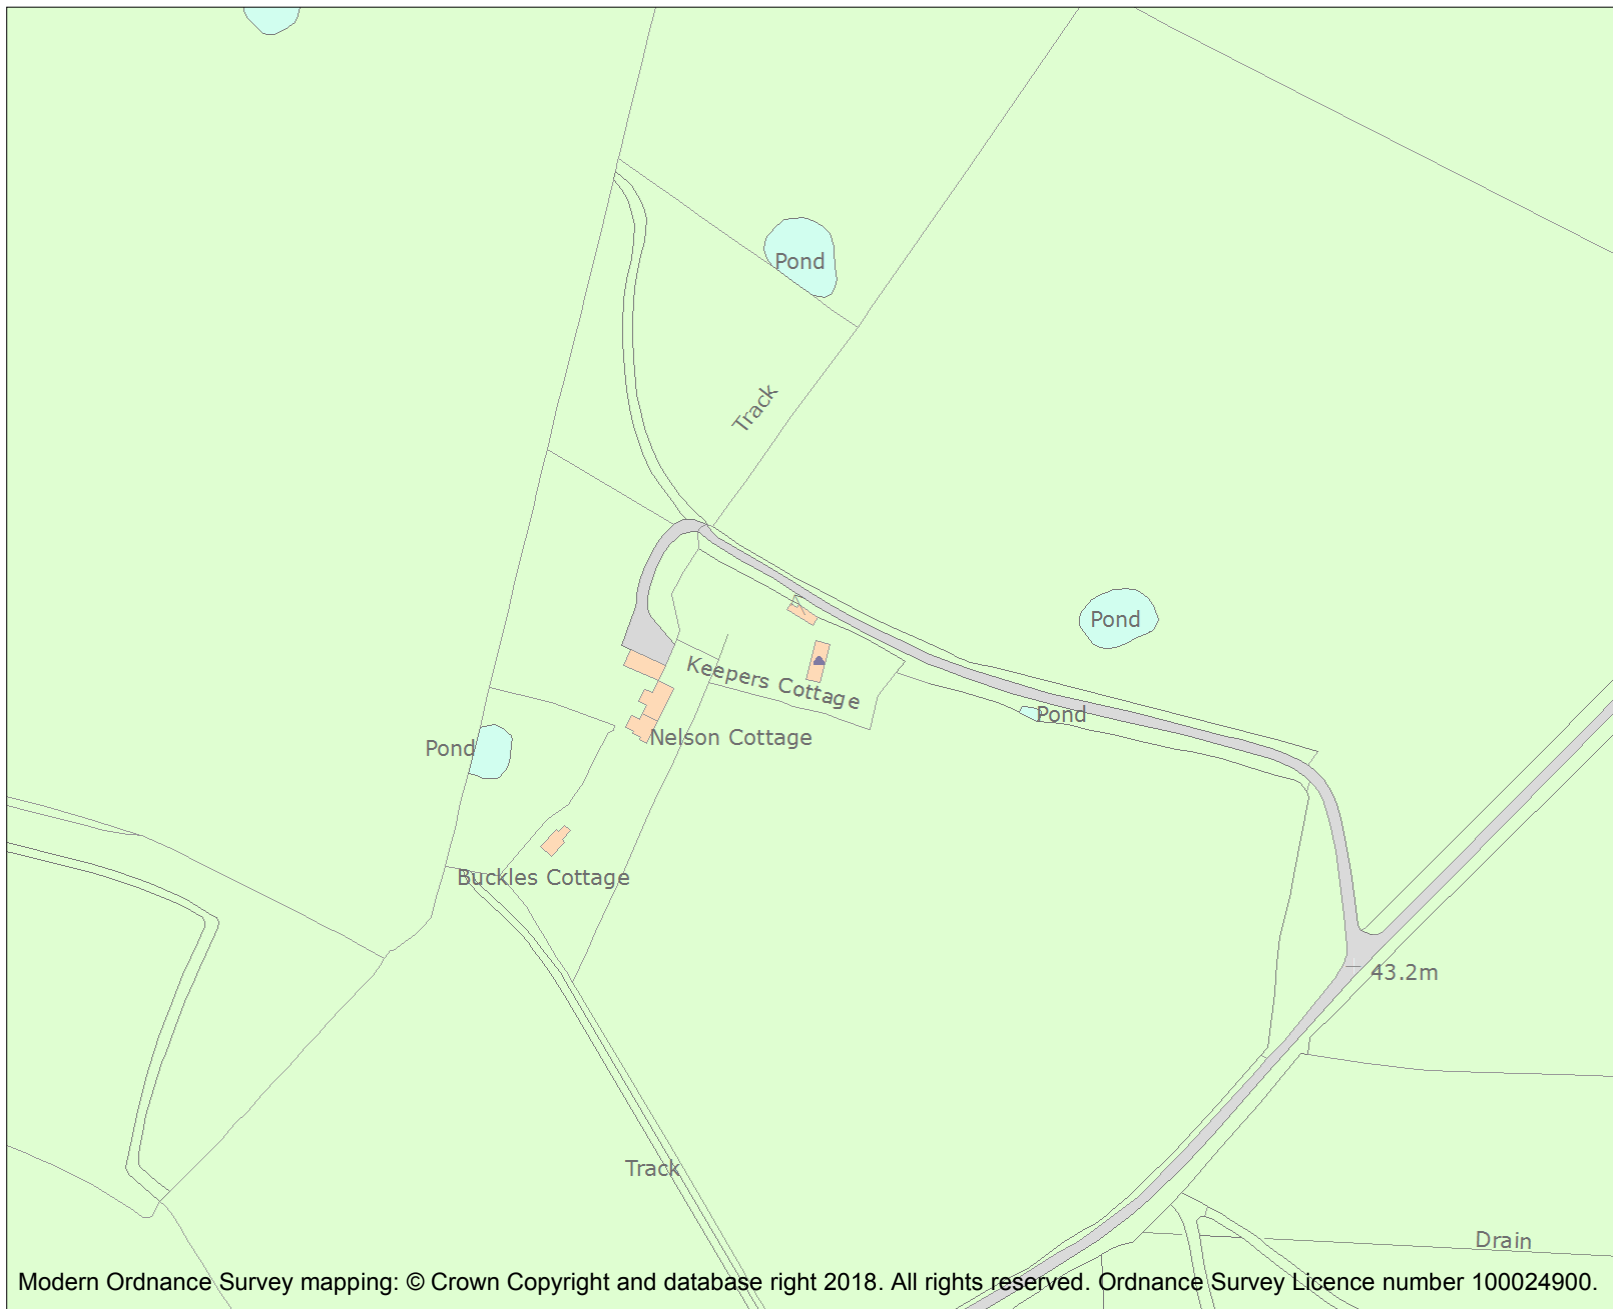 Pond
Track
Pond
Keepers Cottage
Pond
Nelson Cottage
Pond
Buckles Cottage
43.2m
Track
Drain
Modern Ordnance Survey mapping: © Crown Copyright and database right 2018. All rights reserved. Ordnance Survey Licence number 100024900.